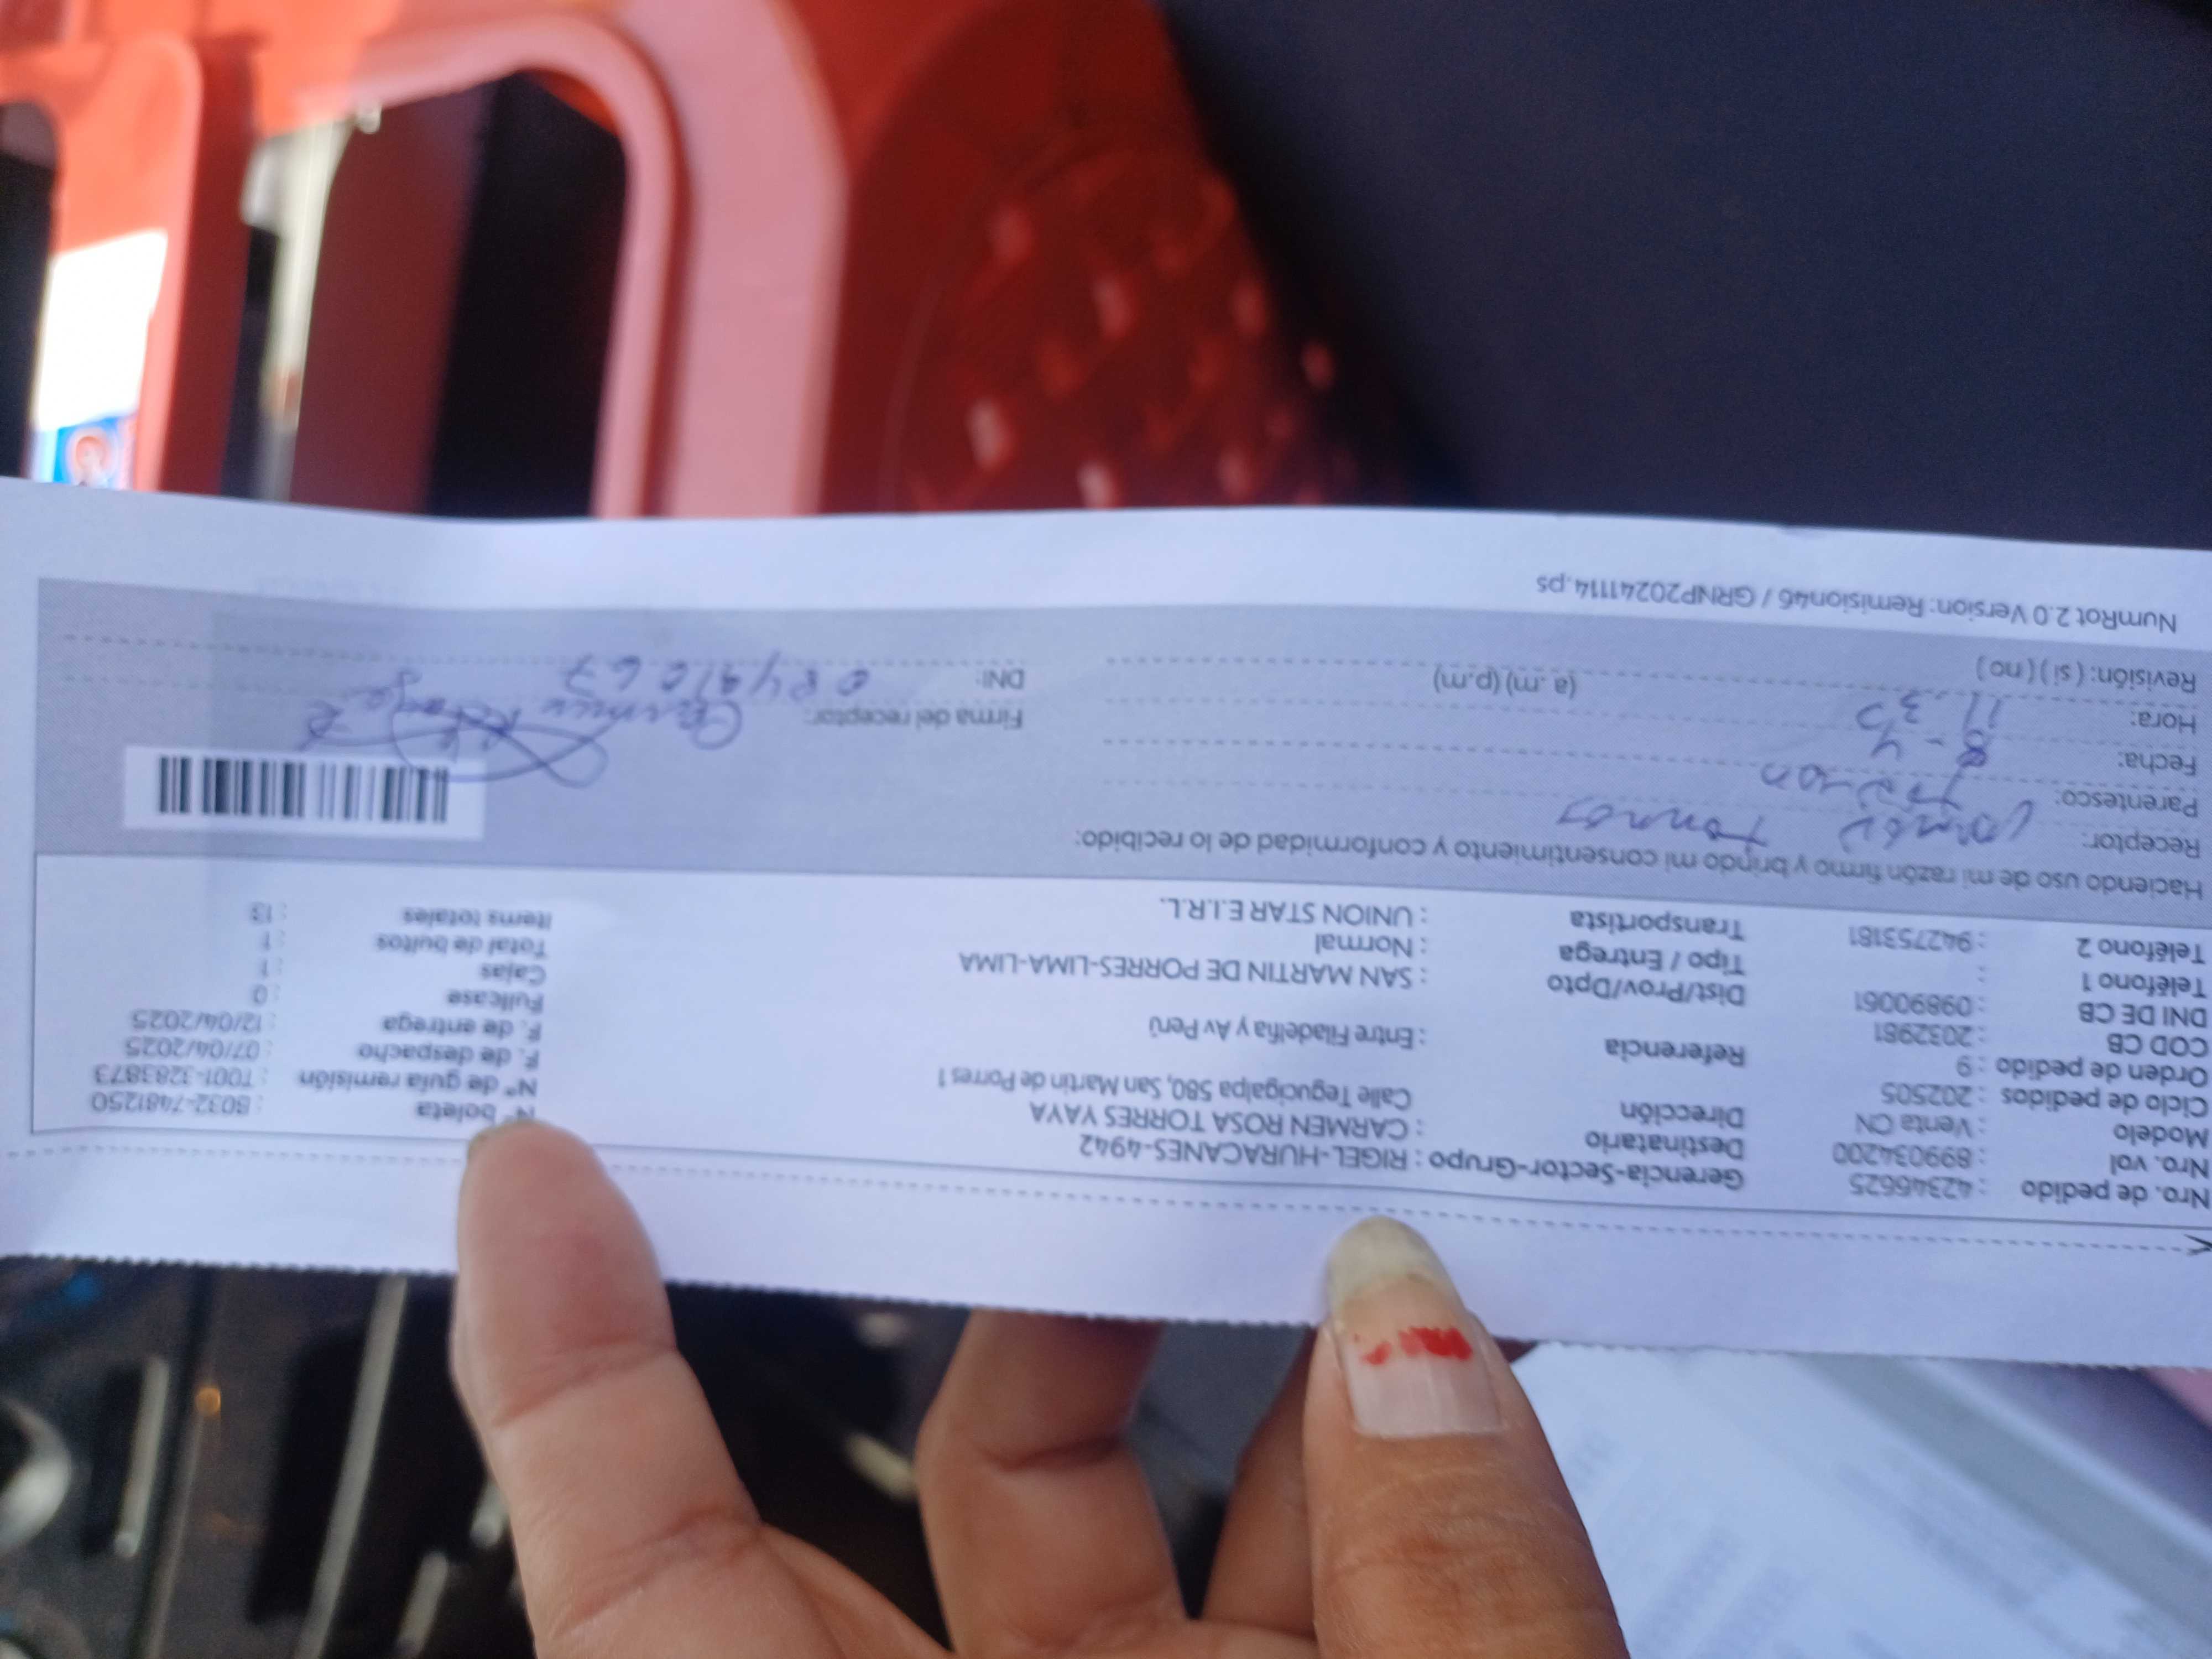 Nro. de pedido : 42346625
Nro. vol : 899034200
Modelo : Venta CN
Ciclo de pedidos : 202505
Orden de pedido : 9
COD CB : 2032981
DNI DE CB : 09890061
Teléfono 1 :
Teléfono 2 : 942753181
Gerencia-Sector-Grupo : RIGEL-HURACANES-4942
Destinatario : CARMEN ROSA TORRES YAYA
Dirección Calle Tegucigalpa 580, San Martin de Porres 1
Referencia : Entre Filadelfia y Av Perú
Dist/Prov/Dpto : SAN MARTIN DE PORRES-LIMA-LIMA
Tipo / Entrega : Normal
Transportista : UNION STAR E.I.R.L.
N° boleta : B032-7481250
N° de guía remisión : T001-3283873
F. de despacho : 07/04/2025
F. de entrega : 12/04/2025
Fullcase : 0
Cajas : 1
Total de bultos : 1
Items totales : 13
Haciendo uso de mi razón firmo y brindo mi consentimiento y conformidad de lo recibido:
Receptor: Torres
Parentesco:
Fecha: 8-4
Hora: 11.35 (a. m) (p.m)
Revisión: ( si ) ( no )
Firma del receptor:
DNI:
NumRot 2.0 Version: Remision46 / GRNP20241114.ps